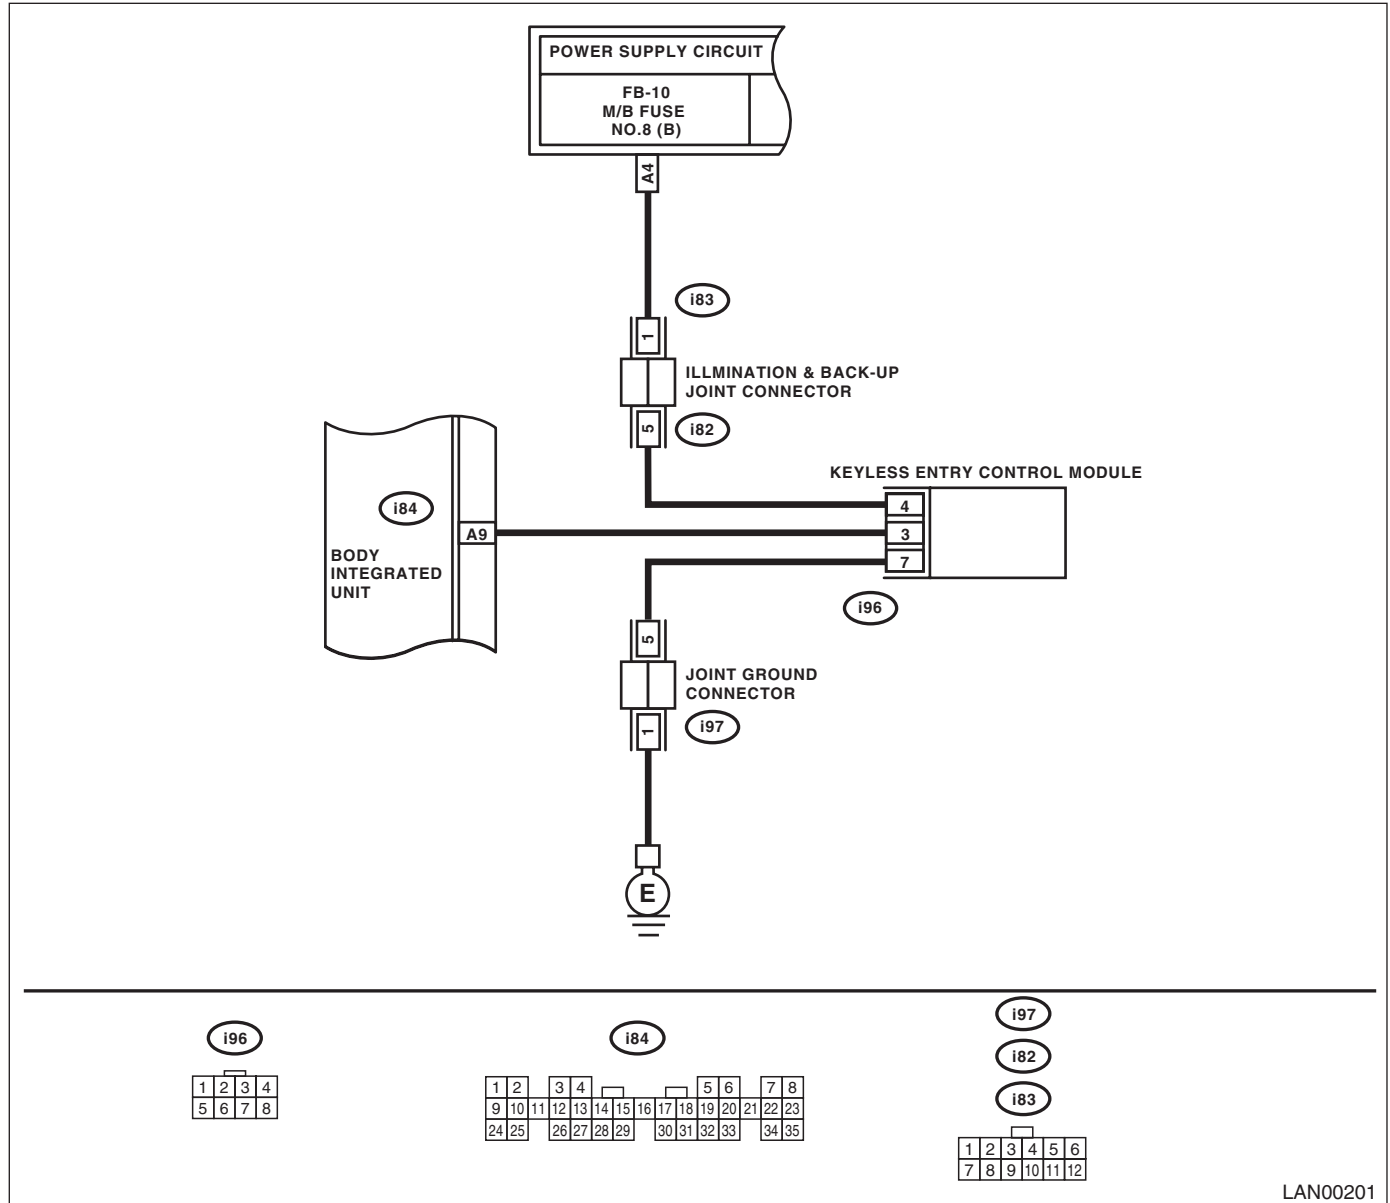 POWER SUPPLY CIRCUIT
FB-10
M/B FUSE
NO.8 (B)
A4
i83
1
ILLMINATION & BACK-UP
JOINT CONNECTOR
5
i82
KEYLESS ENTRY CONTROL MODULE
4
i84
A9
3
BODY
INTEGRATED
UNIT
7
i96
5
JOINT GROUND
CONNECTOR
1
i97
E
i96
1 2 3 4
5 6 7 8
i84
1 2 3 4 5 6 7 8
9 10 11 12 13 14 15 16 17 18 19 20 21 22 23
24 25 26 27 28 29 30 31 32 33 34 35
i97
i82
i83
1 2 3 4 5 6
7 8 9 10 11 12
LAN00201